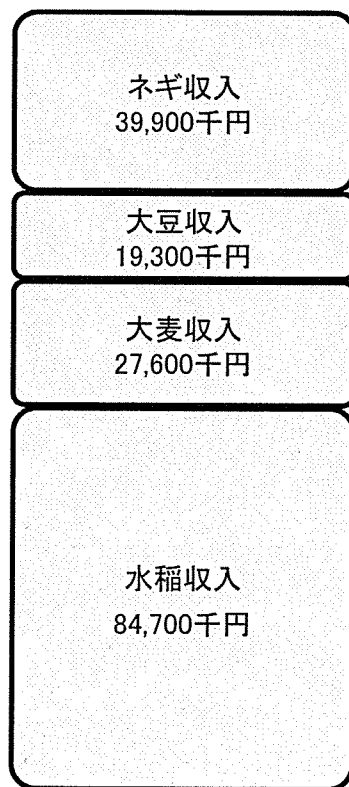 ネギ収入
39,900千円
大豆収入
19,300千円
大麦収入
27,600千円
水稲収入
84,700千円